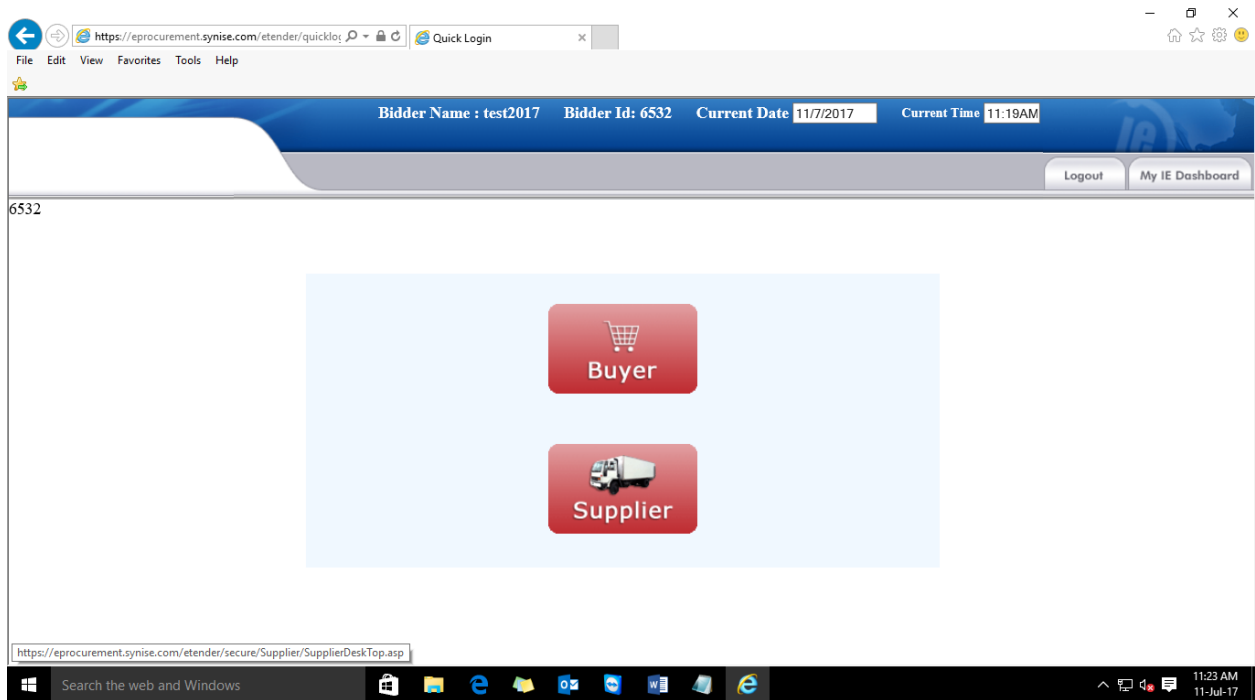 https://eprocurement.synise.com/etender/quicklog
Quick Login
File Edit View Favorites Tools Help
Bidder Name : test2017 Bidder Id: 6532 Current Date 11/7/2017 Current Time 11:19AM
IE
Logout My IE Dashboard
6532
Buyer
Supplier
https://eprocurement.synise.com/etender/secure/Supplier/SupplierDeskTop.asp
Search the web and Windows
11:23 AM
11-Jul-17